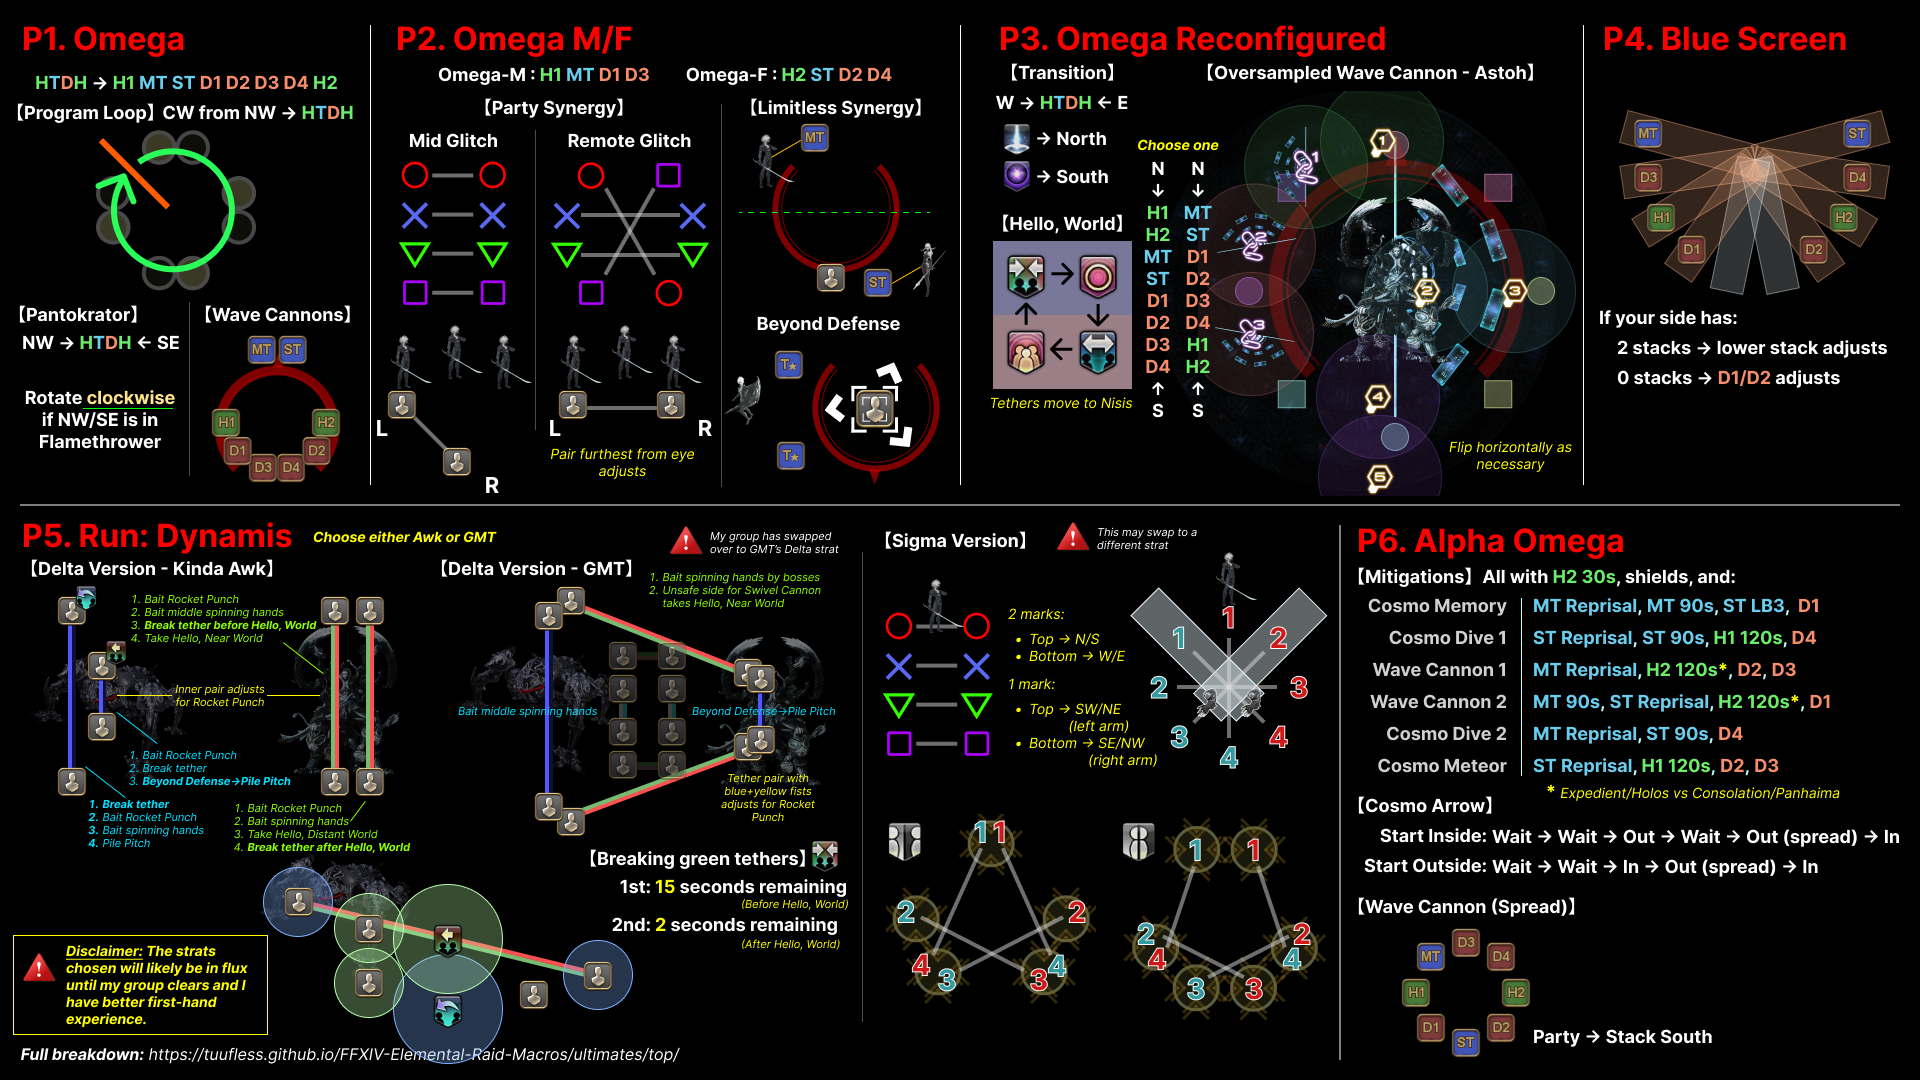 P1. Omega
HTDH → H1 MT ST D1 D2 D3 D4 H2
【Program Loop】 CW from NW → HTDH
【Pantokrator】
NW → HTDH ← SE
Rotate clockwise
if NW/SE is in
Flamethrower
【Wave Cannons】
MT ST
H1 H2
D1 D2
D3 D4
P2. Omega M/F
Omega-M : H1 MT D1 D3
Omega-F : H2 ST D2 D4
【Party Synergy】
Mid Glitch
Remote Glitch
L
R
L
R
Pair furthest from eye
adjusts
【Limitless Synergy】
MT
ST
Beyond Defense
T★
T★
P3. Omega Reconfigured
【Transition】
W → HTDH ← E
→ North
→ South
【Hello, World】
Tethers move to Nisis
【Oversampled Wave Cannon - Astoh】
Choose one
N N
↓ ↓
H1 MT
H2 ST
MT D1
ST D2
D1 D3
D2 D4
D3 H1
D4 H2
↑ ↑
S S
1
1
2
2
3
3
4
5
Flip horizontally as
necessary
P4. Blue Screen
MT ST
D3 D4
H1 H2
D1 D2
If your side has:
2 stacks → lower stack adjusts
0 stacks → D1/D2 adjusts
P5. Run: Dynamis
Choose either Awk or GMT
【Delta Version - Kinda Awk】
1. Bait Rocket Punch
2. Bait middle spinning hands
3. Break tether before Hello, World
4. Take Hello, Near World
Inner pair adjusts
for Rocket Punch
1. Bait Rocket Punch
2. Break tether
3. Beyond Defense→Pile Pitch
1. Break tether
2. Bait Rocket Punch
3. Bait spinning hands
4. Pile Pitch
1. Bait Rocket Punch
2. Bait spinning hands
3. Take Hello, Distant World
4. Break tether after Hello, World
【Delta Version - GMT】
My group has swapped
over to GMT's Delta strat
1. Bait spinning hands by bosses
2. Unsafe side for Swivel Cannon
takes Hello, Near World
Bait middle spinning hands
Beyond Defense→Pile Pitch
Tether pair with
blue+yellow fists
adjusts for Rocket
Punch
【Breaking green tethers】
1st: 15 seconds remaining
(Before Hello, World)
2nd: 2 seconds remaining
(After Hello, World)
Disclaimer: The strats
chosen will likely be in flux
until my group clears and I
have better first-hand
experience.
Full breakdown: https://tuufless.github.io/FFXIV-Elemental-Raid-Macros/ultimates/top/
【Sigma Version】
This may swap to a
different strat
2 marks:
• Top → N/S
• Bottom → W/E
1 mark:
• Top → SW/NE
(left arm)
• Bottom → SE/NW
(right arm)
1
1 2
2 3
3 4
4
1 1
2 2
4 3 3 4
1 1
2 2
4 4
3 3
P6. Alpha Omega
【Mitigations】 All with H2 30s, shields, and:
Cosmo Memory MT Reprisal, MT 90s, ST LB3, D1
Cosmo Dive 1 ST Reprisal, ST 90s, H1 120s, D4
Wave Cannon 1 MT Reprisal, H2 120s*, D2, D3
Wave Cannon 2 MT 90s, ST Reprisal, H2 120s*, D1
Cosmo Dive 2 MT Reprisal, ST 90s, D4
Cosmo Meteor ST Reprisal, H1 120s, D2, D3
* Expedient/Holos vs Consolation/Panhaima
【Cosmo Arrow】
Start Inside: Wait → Wait → Out → Wait → Out (spread) → In
Start Outside: Wait → Wait → In → Out (spread) → In
【Wave Cannon (Spread)】
D3
MT D4
H1 H2
D1 D2
ST
Party → Stack South